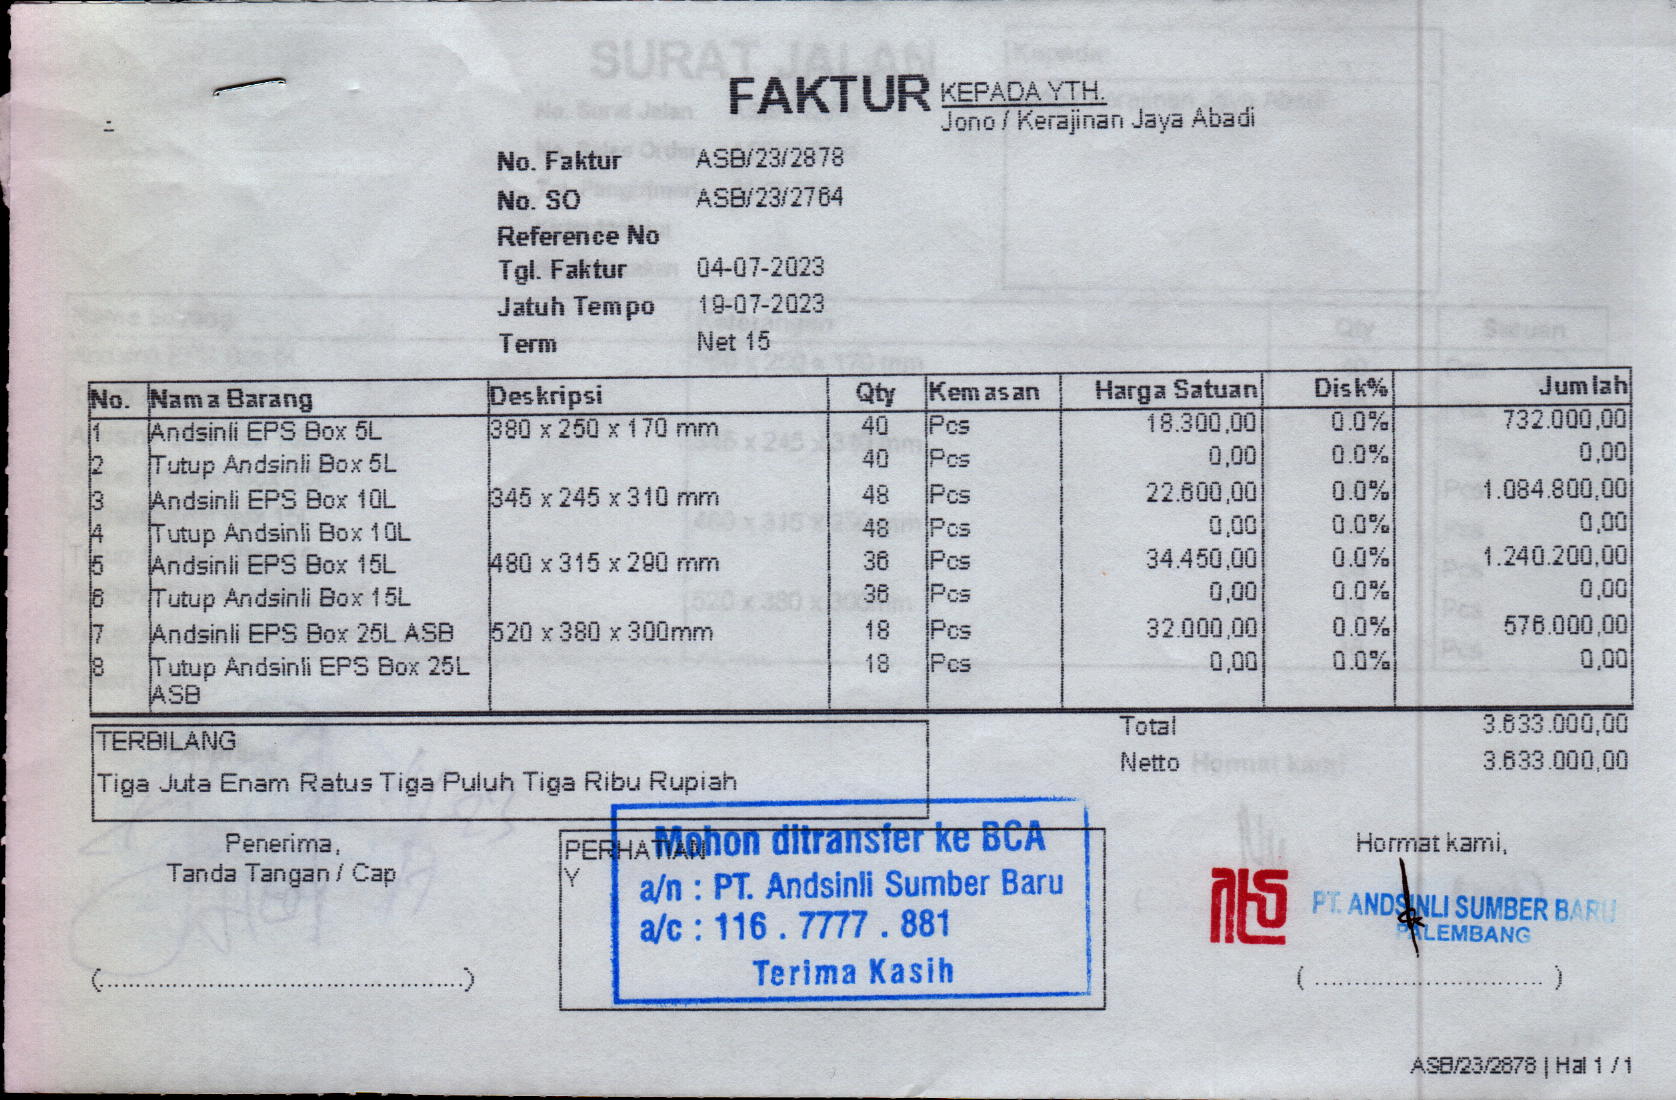 FAKTUR
KEPADA YTH.
Jono / Kerajinan Jaya Abadi
No. Faktur ASB/23/2878
No. SO ASB/23/2764
Reference No
Tgl. Faktur 04-07-2023
Jatuh Tempo 19-07-2023
Term Net 15
No. Nama Barang Deskripsi Qty Kemasan Harga Satuan Disk% Jumlah
1 Andsinli EPS Box 5L 380 x 250 x 170 mm 40 Pcs 18.300,00 0.0% 732.000,00
2 Tutup Andsinli Box 5L 40 Pcs 0,00 0.0% 0,00
3 Andsinli EPS Box 10L 345 x 245 x 310 mm 48 Pcs 22.600,00 0.0% 1.084.800,00
4 Tutup Andsinli Box 10L 48 Pcs 0,00 0.0% 0,00
5 Andsinli EPS Box 15L 480 x 315 x 290 mm 36 Pcs 34.450,00 0.0% 1.240.200,00
6 Tutup Andsinli Box 15L 36 Pcs 0,00 0.0% 0,00
7 Andsinli EPS Box 25L ASB 520 x 380 x 300mm 18 Pcs 32.000,00 0.0% 576.000,00
8 Tutup Andsinli EPS Box 25L 18 Pcs 0,00 0.0% 0,00
ASB
Total 3.633.000,00
Netto 3.633.000,00
TERBILANG
Tiga Juta Enam Ratus Tiga Puluh Tiga Ribu Rupiah
Penerima,
Tanda Tangan / Cap
(................................................)
PERHATIAN
Y
Mohon ditransfer ke BCA
a/n : PT. Andsinli Sumber Baru
a/c : 116 . 7777 . 881
Terima Kasih
Hormat kami,
PT. ANDSINLI SUMBER BARU
PALEMBANG
( .............................. )
ASB/23/2878 | Hal 1 / 1